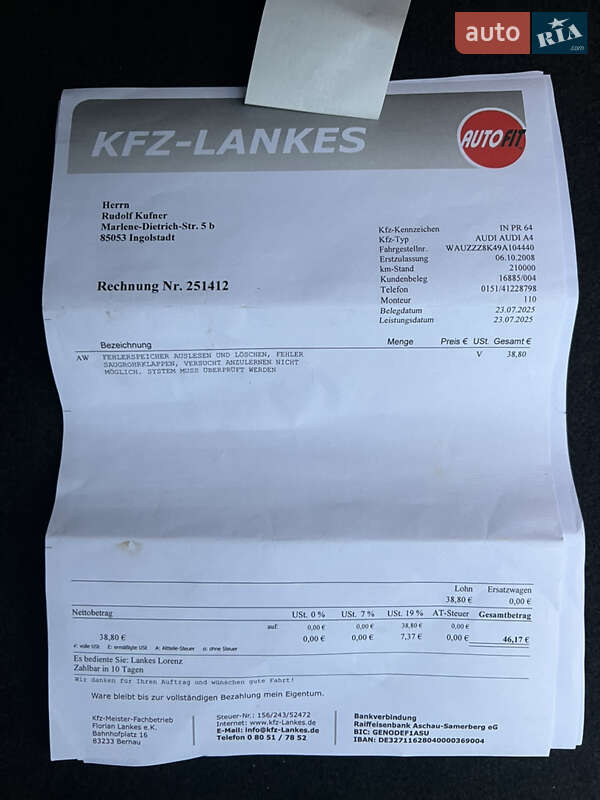 auto RIA .com
KFZ-LANKES
AUTOFIT
Herrn
Rudolf Kufner
Marlene-Dietrich-Str. 5 b
85053 Ingolstadt
Kfz-Kennzeichen IN PR 64
Kfz-Typ AUDI AUDI A4
Fahrgestellnr. WAUZZZ8K49A104440
Erstzulassung 06.10.2008
km-Stand 210000
Kundenbeleg 16885/004
Telefon 0151/41228798
Monteur 110
Belegdatum 23.07.2025
Leistungsdatum 23.07.2025
Rechnung Nr. 251412
Bezeichnung Menge Preis € USt. Gesamt €
AW FEHLERSPEICHER AUSLESEN UND LÖSCHEN, FEHLER V 38,80
SAUGROHRKLAPPEN, VERSUCHT ANZULERNEN NICHT
MÖGLICH. SYSTEM MUSS ÜBERPRÜFT WERDEN
Lohn Ersatzwagen
38,80 € 0,00 €
Nettobetrag USt. 0 % USt. 7 % USt. 19 % AT-Steuer Gesamtbetrag
auf: 0,00 € 0,00 € 38,80 € 0,00 €
38,80 € 0,00 € 0,00 € 7,37 € 0,00 € 46,17 €
V: volle USt E: ermäßigte USt A: Altteile-Steuer o: ohne Steuer
Es bediente Sie: Lankes Lorenz
Zahlbar in 10 Tagen
Wir danken für Ihren Auftrag und wünschen gute Fahrt!
Ware bleibt bis zur vollständigen Bezahlung mein Eigentum.
Kfz-Meister-Fachbetrieb
Florian Lankes e.K.
Bahnhofplatz 16
83233 Bernau
Steuer-Nr.: 156/243/52472
Internet: www.kfz-Lankes.de
E-Mail: info@kfz-Lankes.de
Telefon 0 80 51 / 78 52
Bankverbindung
Raiffeisenbank Aschau-Samerberg eG
BIC: GENODEF1ASU
IBAN: DE32711628040000369004